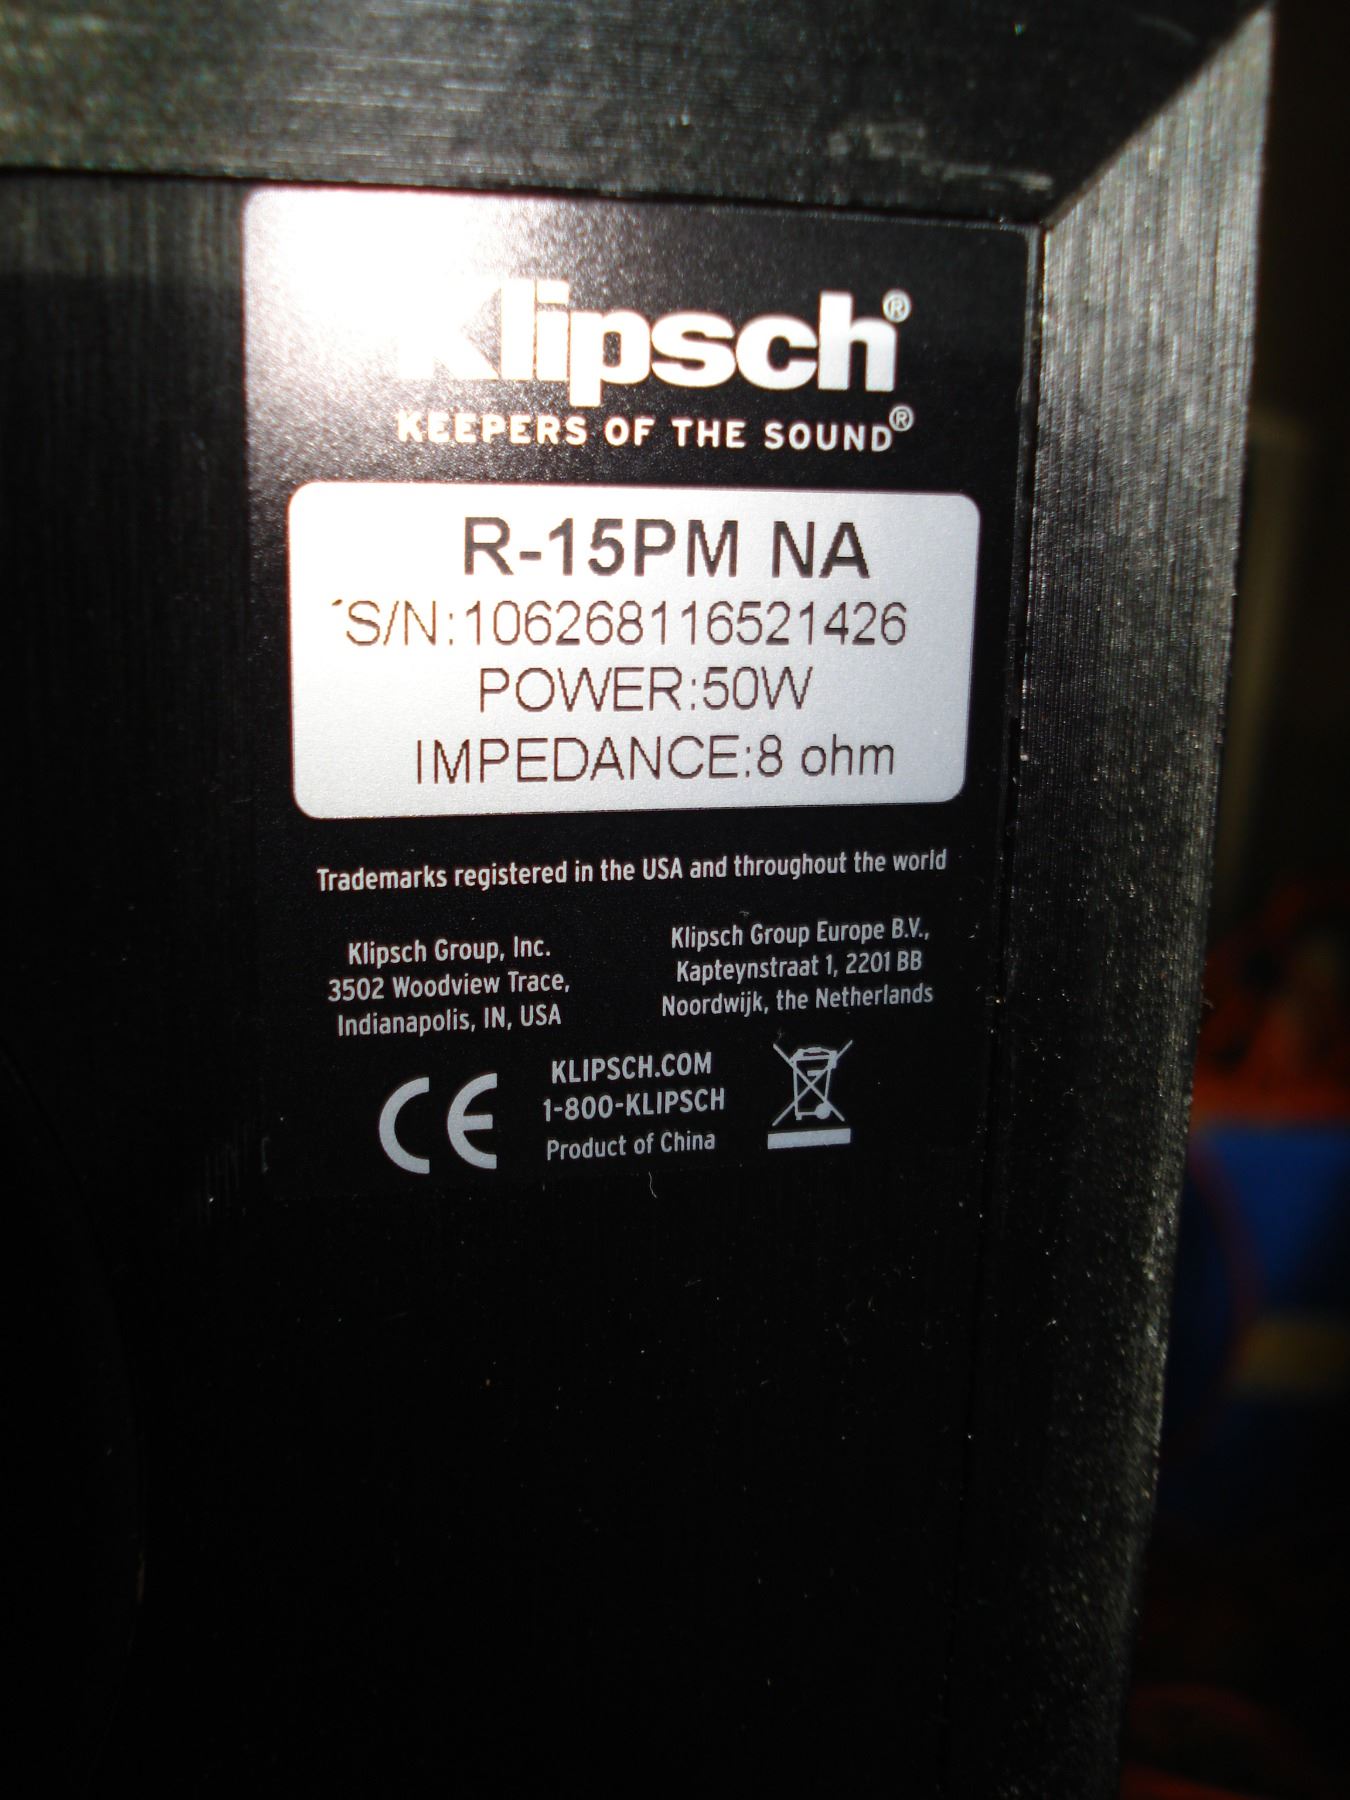 Klipsch®
KEEPERS OF THE SOUND®
R-15PM NA
S/N:106268116521426
POWER:50W
IMPEDANCE:8 ohm
Trademarks registered in the USA and throughout the world
Klipsch Group, Inc.
3502 Woodview Trace,
Indianapolis, IN, USA
Klipsch Group Europe B.V.,
Kapteynstraat 1, 2201 BB
Noordwijk, the Netherlands
CE
KLIPSCH.COM
1-800-KLIPSCH
Product of China